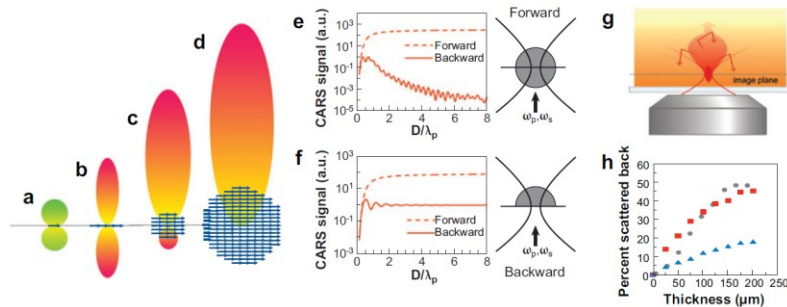 a
b
c
d
e
CARS signal (a.u.)
10³
10¹
10⁻¹
10⁻³
10⁻⁵
Forward
Backward
0 2 4 6 8
D/λp
Forward
ωp,ωs
f
CARS signal (a.u.)
10³
10¹
10⁻¹
10⁻²
Forward
Backward
0 2 4 6 8
D/λp
ωp,ωs
Backward
g
image plane
h
Percent scattered back
60
50
40
30
20
10
0
0 50 100 150 200 250
Thickness (μm)